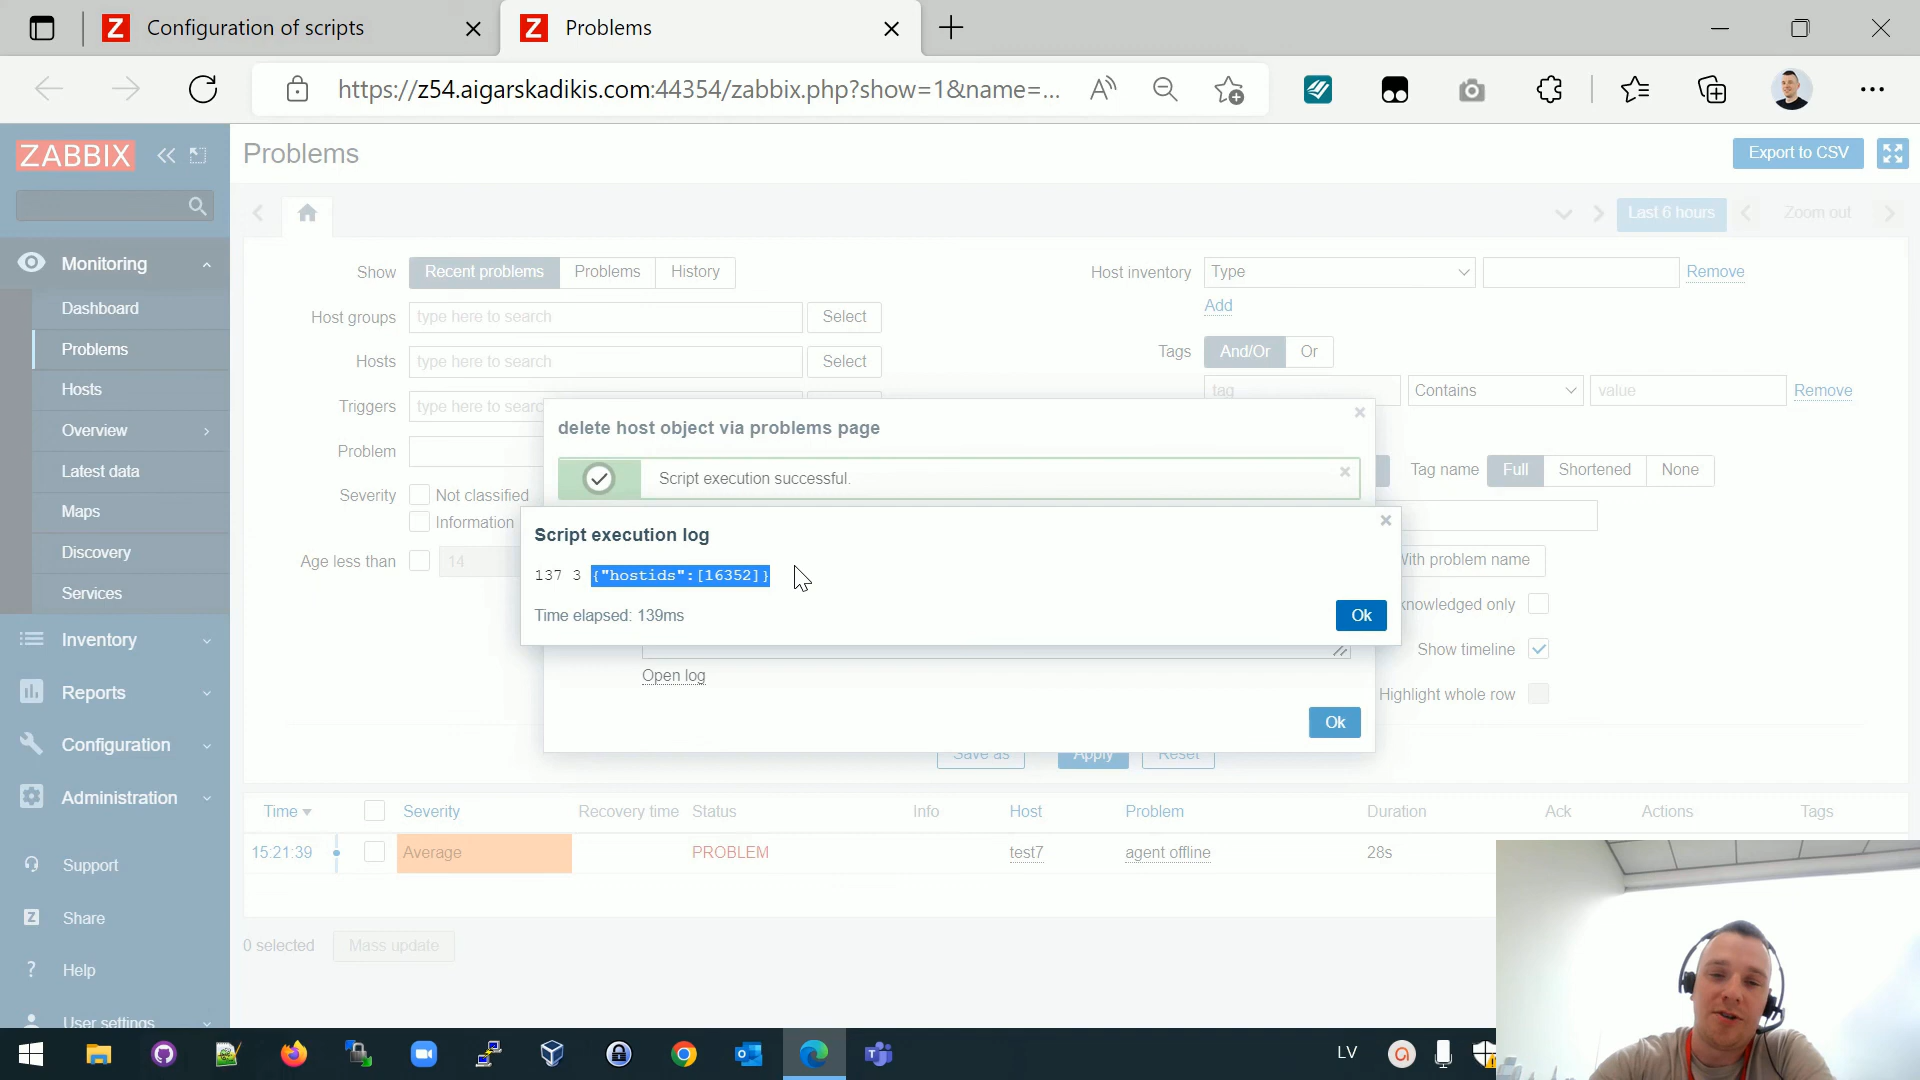 Configuration of scripts
Problems
https://z54.aigarskadikis.com:44354/zabbix.php?show=1&name=...
ZABBIX
Problems
Export to CSV
Last 6 hours
Zoom out
Monitoring
Dashboard
Problems
Hosts
Overview
Latest data
Maps
Discovery
Services
Inventory
Reports
Configuration
Administration
Support
Share
Help
User settings
Show
Recent problems
Problems
History
Host groups
type here to search
Select
Hosts
type here to search
Select
Triggers
type here to searc
Problem
Severity
Not classified
Information
Age less than
14
Host inventory
Type
Remove
Add
Tags
And/Or
Or
tag
Contains
value
Remove
Tag name
Full
Shortened
None
With problem name
knowledged only
Show timeline
Highlight whole row
delete host object via problems page
Script execution successful.
Script execution log
137 3 {"hostids":[16352]}
Time elapsed: 139ms
Ok
Open log
Ok
Save as
Apply
Reset
Time
Severity
Recovery time
Status
Info
Host
Problem
Duration
Ack
Actions
Tags
15:21:39
Average
PROBLEM
test7
agent offline
28s
0 selected
Mass update
LV